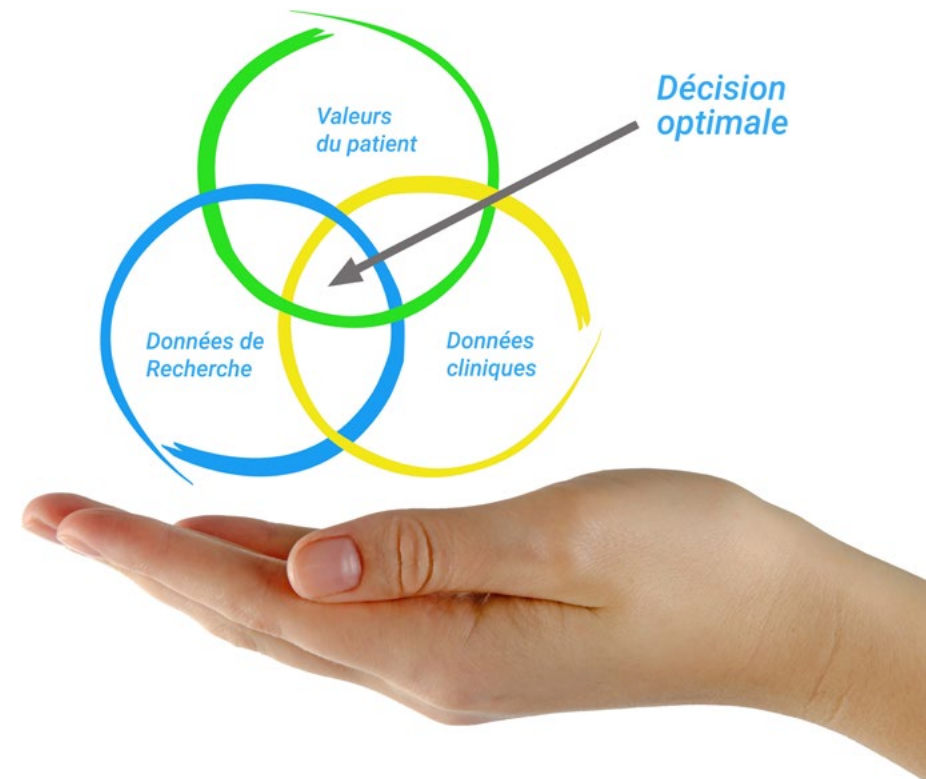 Valeurs
du patient
Décision
optimale
Données de
Recherche
Données
cliniques